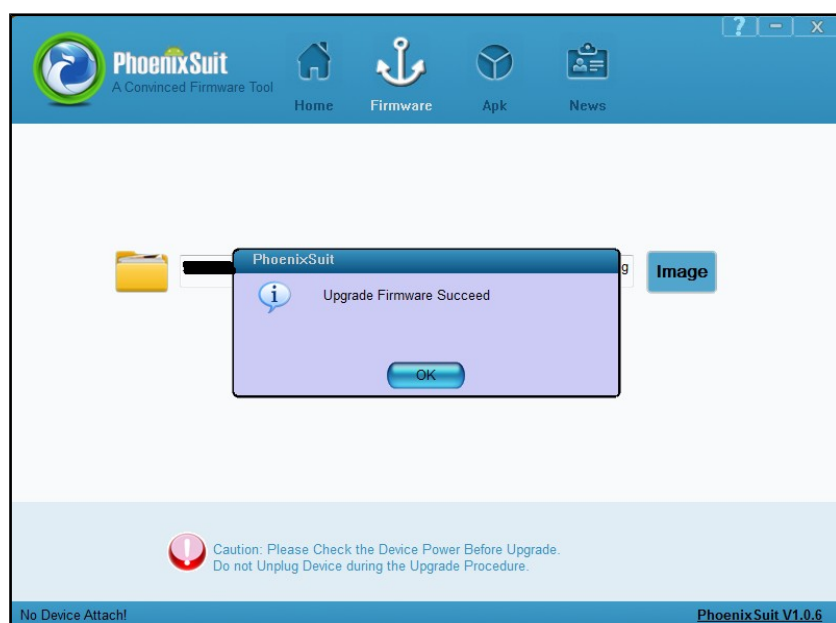 ? - x
PhoenixSuit
A Convinced Firmware Tool
Home Firmware Apk News
PhoenixSuit
g
Image
Upgrade Firmware Succeed
OK
Caution: Please Check the Device Power Before Upgrade.
Do not Unplug Device during the Upgrade Procedure.
No Device Attach!
PhoenixSuit V1.0.6